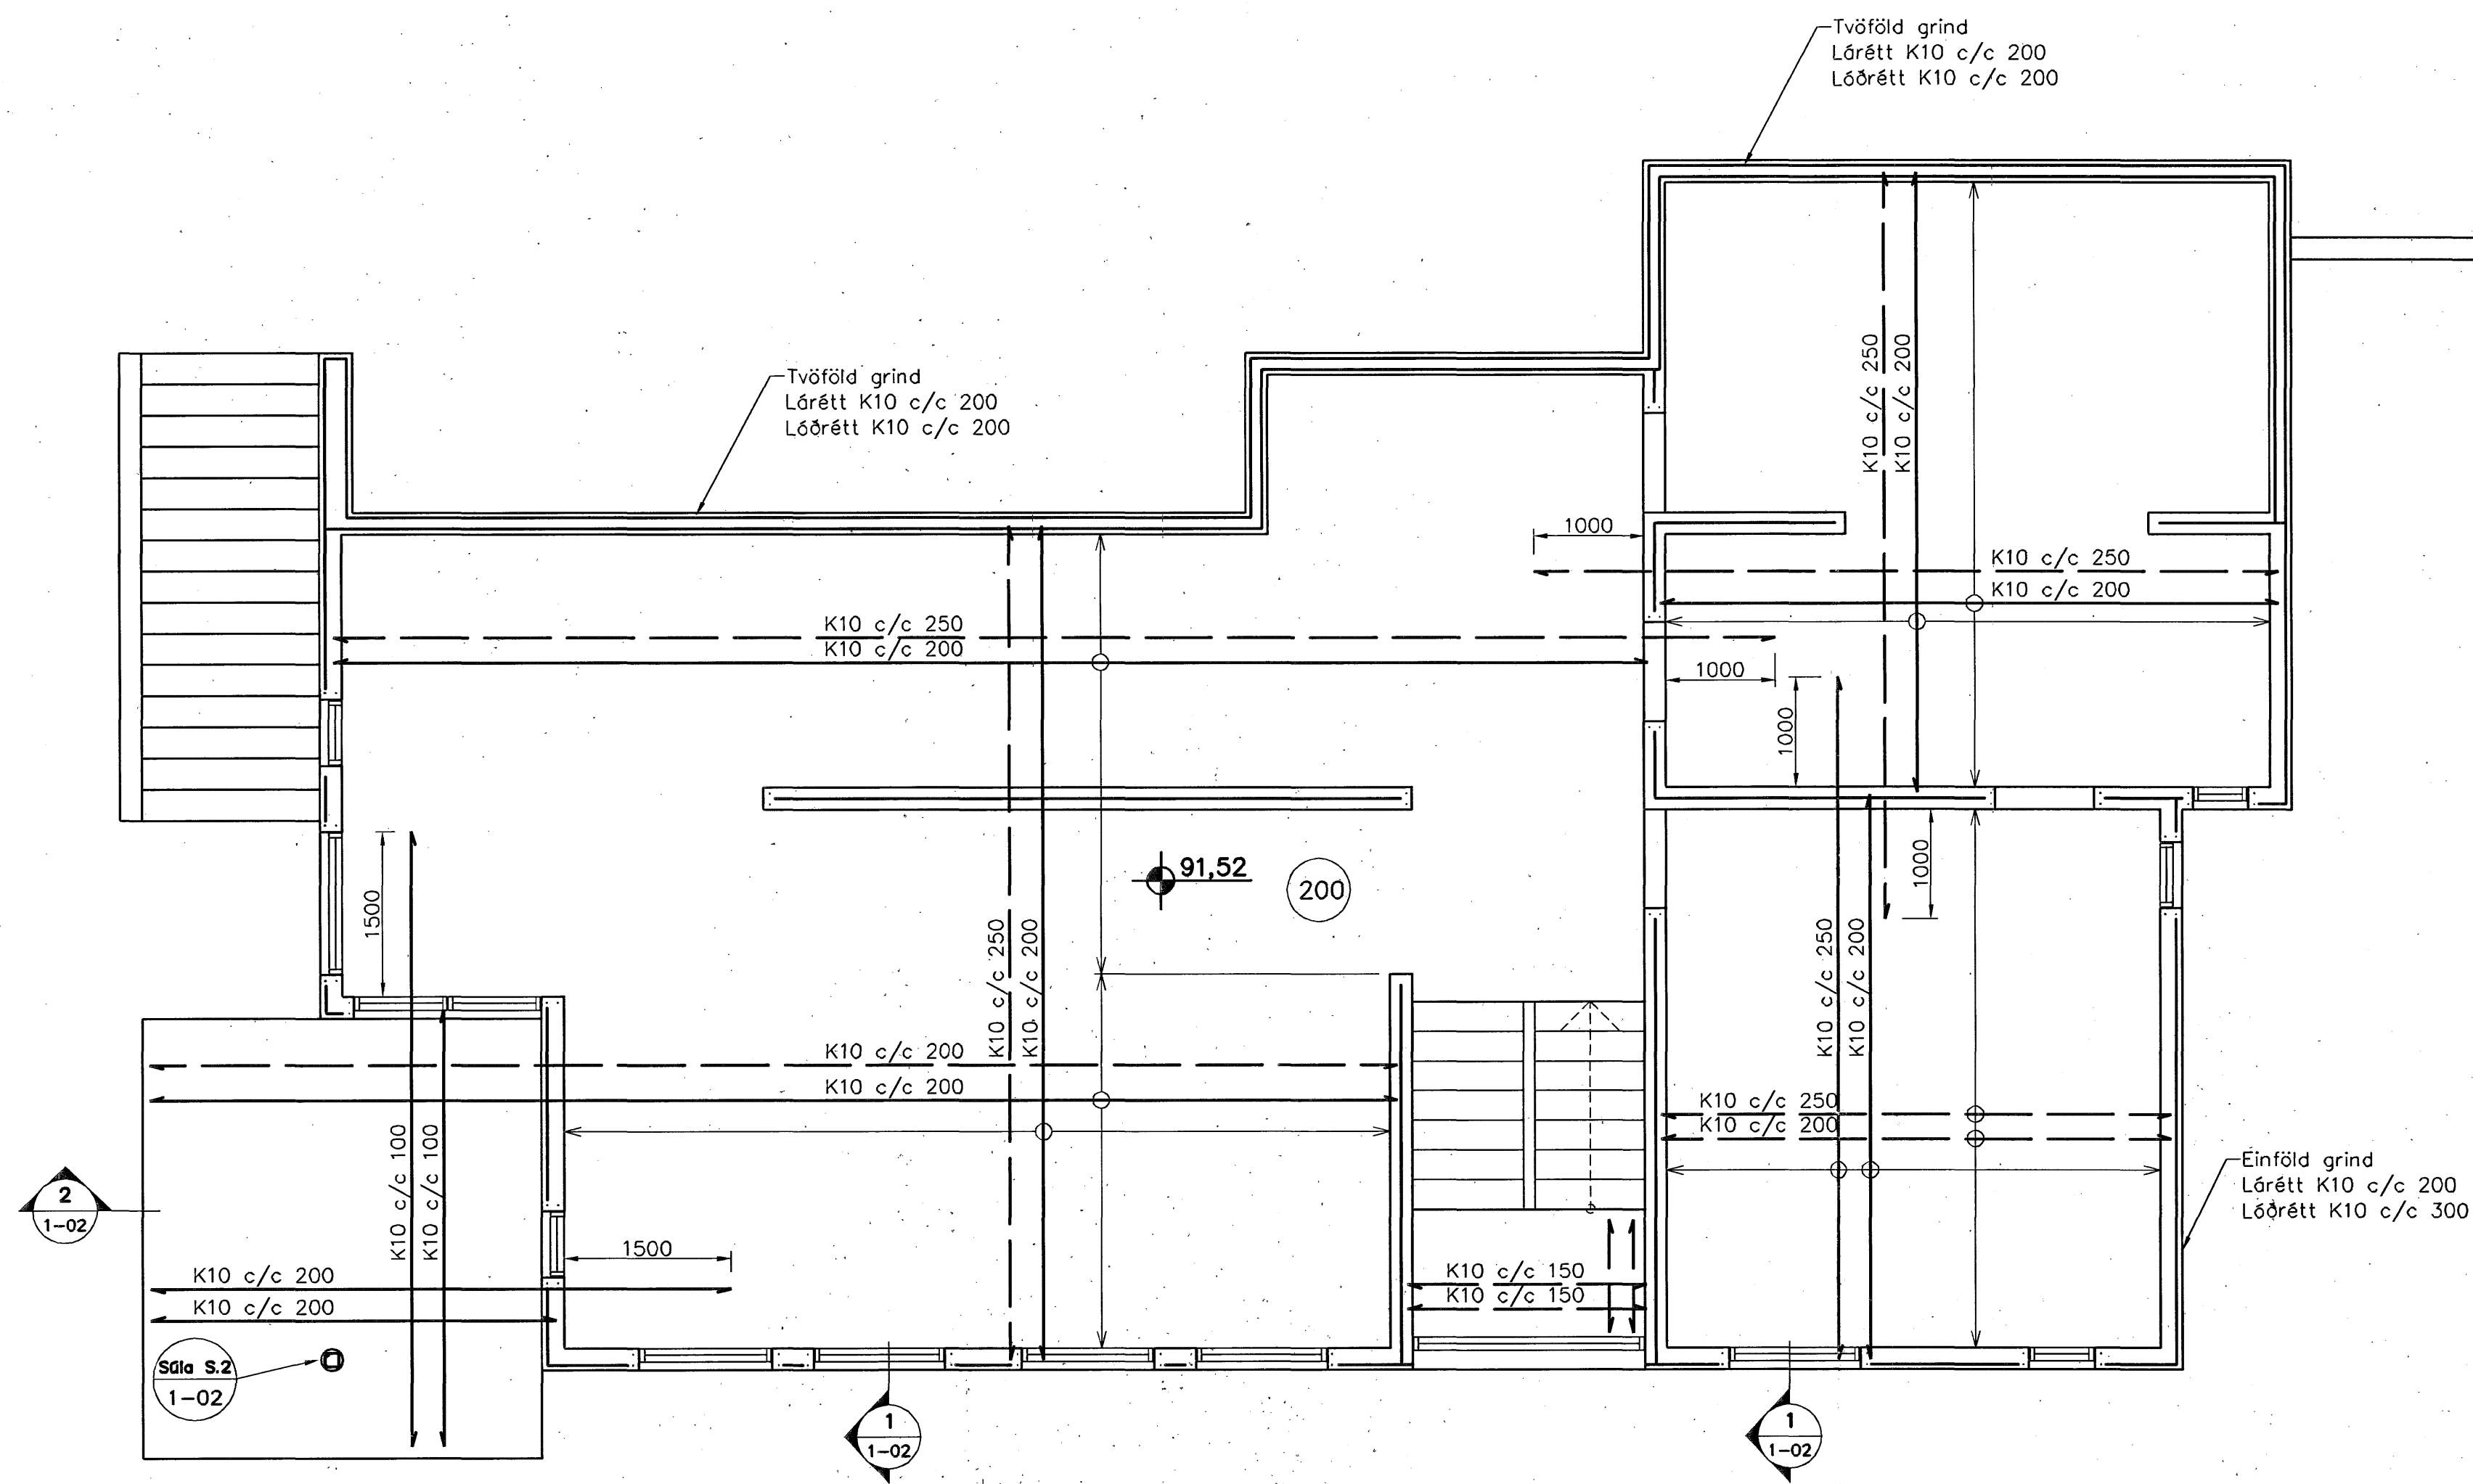 Tvöföld grind
Lárétt K10 c/c 200
Lóðrétt K10 c/c 200
Tvöföld grind
Lárétt K10 c/c 200
Lóðrétt K10 c/c 200
K10 c/c 250
K10 c/c 200
1000
K10 c/c 250
K10 c/c 200
K10 c/c 250
K10 c/c 200
1000
1000
91,52
200
1000
1500
K10 c/c 250
K10 c/c 200
K10 c/c 250
K10 c/c 200
K10 c/c 200
K10 c/c 200
K10 c/c 250
K10 c/c 200
K10 c/c 100
K10 c/c 100
Einföld grind
Lárétt K10 c/c 200
Lóðrétt K10 c/c 300
2
1-02
1500
K10 c/c 200
K10 c/c 200
K10 c/c 150
K10 c/c 150
Súla S.2
1-02
1
1-02
1
1-02